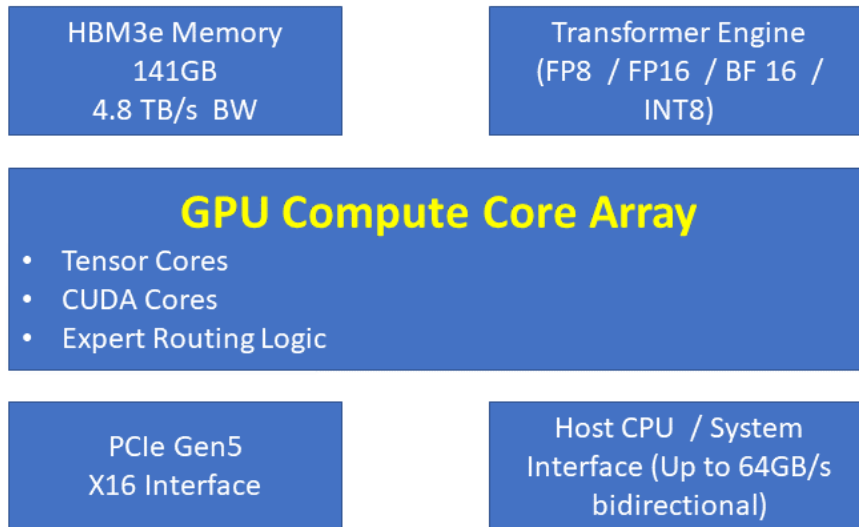 HBM3e Memory
141GB
4.8 TB/s  BW
Transformer Engine
(FP8  / FP16  / BF 16  /
INT8)
GPU Compute Core Array
• Tensor Cores
• CUDA Cores
• Expert Routing Logic
PCIe Gen5
X16 Interface
Host CPU  / System
Interface (Up to 64GB/s
bidirectional)